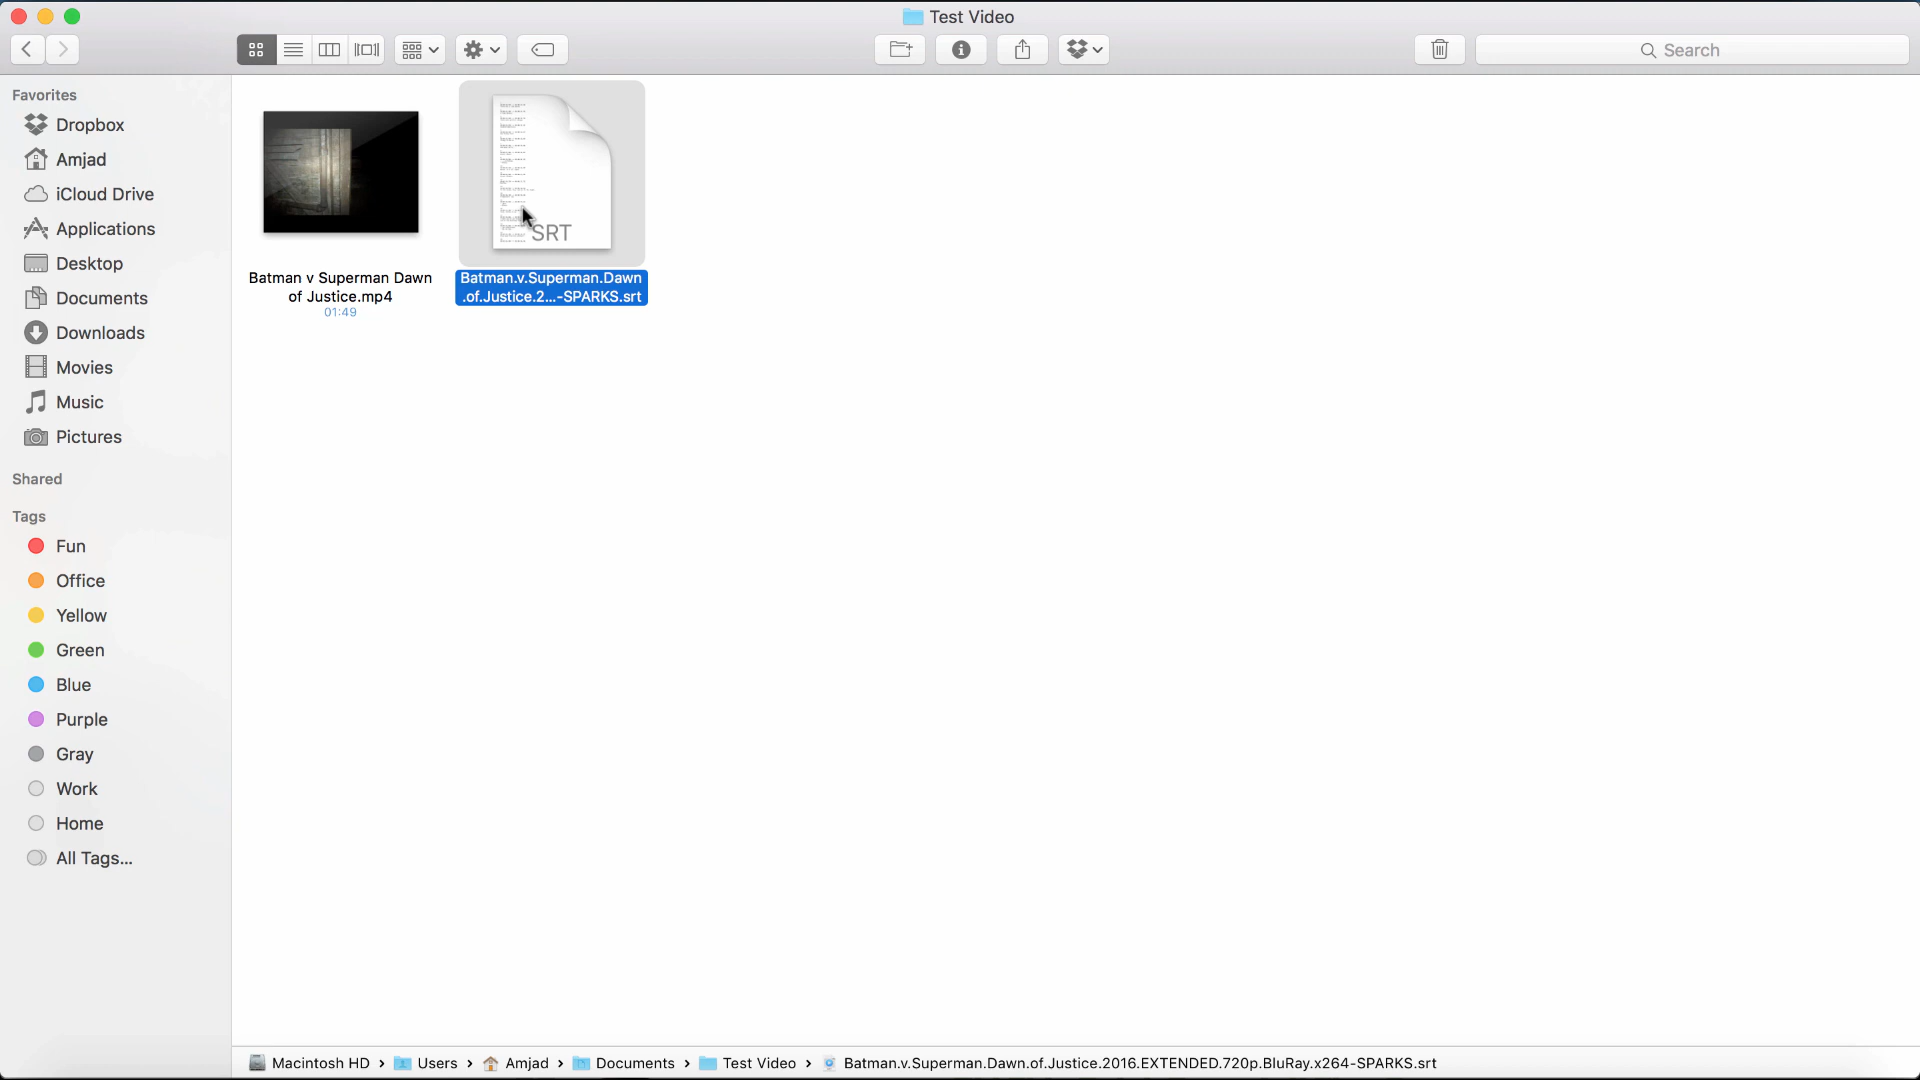 Test Video
Search
Favorites
Dropbox
Amjad
iCloud Drive
Applications
Desktop
Documents
Downloads
Movies
Music
Pictures
Shared
Tags
Fun
Office
Yellow
Green
Blue
Purple
Gray
Work
Home
All Tags...
Batman v Superman Dawn
of Justice.mp4
01:49
SRT
Batman.v.Superman.Dawn
.of.Justice.2...-SPARKS.srt
Macintosh HD › Users › Amjad › Documents › Test Video › Batman.v.Superman.Dawn.of.Justice.2016.EXTENDED.720p.BluRay.x264-SPARKS.srt